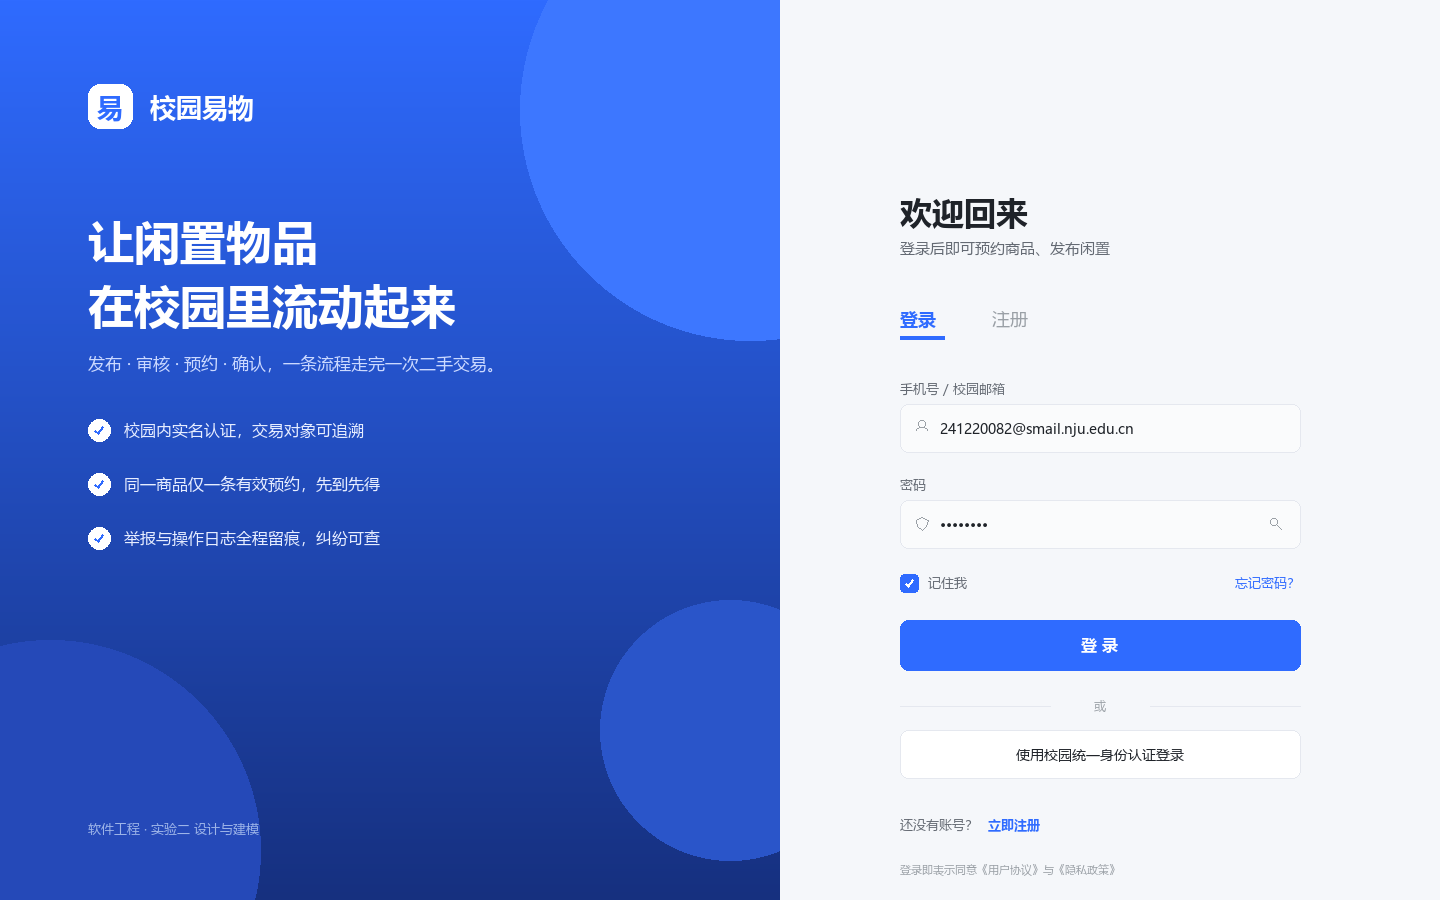 易 校园易物
让闲置物品
在校园里流动起来
发布 · 审核 · 预约 · 确认，一条流程走完一次二手交易。
校园内实名认证，交易对象可追溯
同一商品仅一条有效预约，先到先得
举报与操作日志全程留痕，纠纷可查
软件工程 · 实验二 设计与建模
欢迎回来
登录后即可预约商品、发布闲置
登录 注册
手机号 / 校园邮箱
241220082@smail.nju.edu.cn
密码
••••••••
记住我 忘记密码?
登 录
或
使用校园统一身份认证登录
还没有账号? 立即注册
登录即表示同意《用户协议》与《隐私政策》